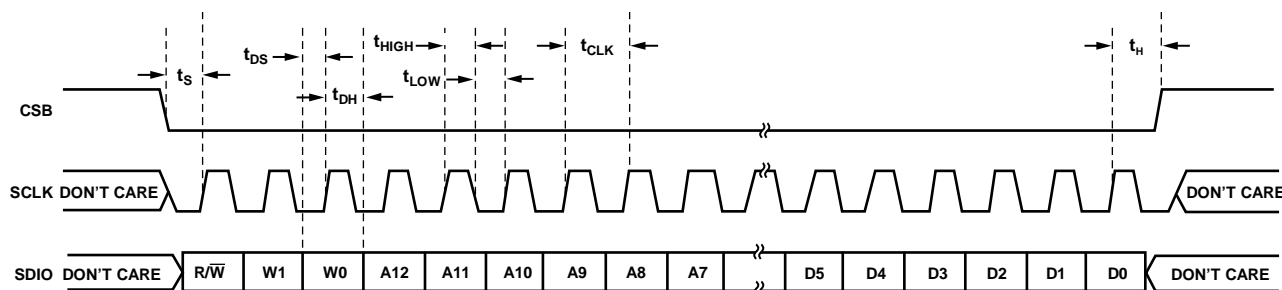 tHIGH tCLK tH
tDS
tS tLOW
tDH
CSB
SCLK DON'T CARE DON'T CARE
SDIO DON'T CARE R/W̅ W1 W0 A12 A11 A10 A9 A8 A7 D5 D4 D3 D2 D1 D0 DON'T CARE